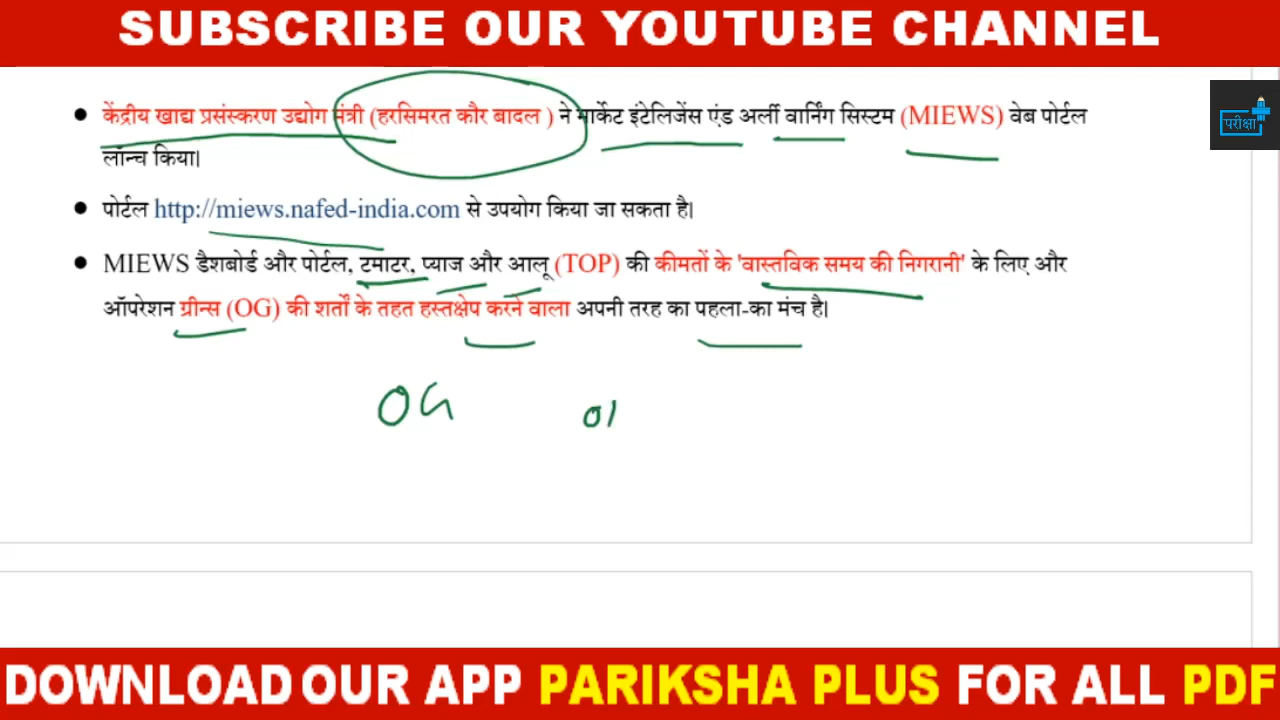 SUBSCRIBE OUR YOUTUBE CHANNEL
केंद्रीय खाद्य प्रसंस्करण उद्योग मंत्री (हरसिमरत कौर बादल ) ने मार्केट इंटेलिजेंस एंड अर्ली वार्निंग सिस्टम (MIEWS) वेब पोर्टल
लॉन्च किया।
परीक्षा
पोर्टल http://miews.nafed-india.com से उपयोग किया जा सकता है।
MIEWS डैशबोर्ड और पोर्टल, टमाटर, प्याज और आलू (TOP) की कीमतों के 'वास्तविक समय की निगरानी' के लिए और
ऑपरेशन ग्रीन्स (OG) की शर्तों के तहत हस्तक्षेप करने वाला अपनी तरह का पहला-का मंच है।
OG
DOWNLOAD OUR APP PARIKSHA PLUS FOR ALL PDF